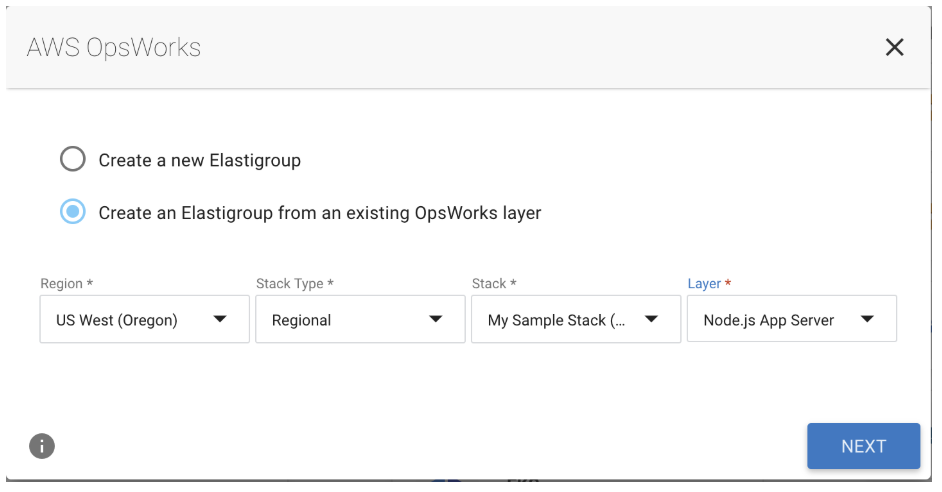 AWS OpsWorks
Create a new Elastigroup
Create an Elastigroup from an existing OpsWorks layer
Region * Stack Type * Stack * Layer *
US West (Oregon) Regional My Sample Stack (... Node.js App Server
NEXT